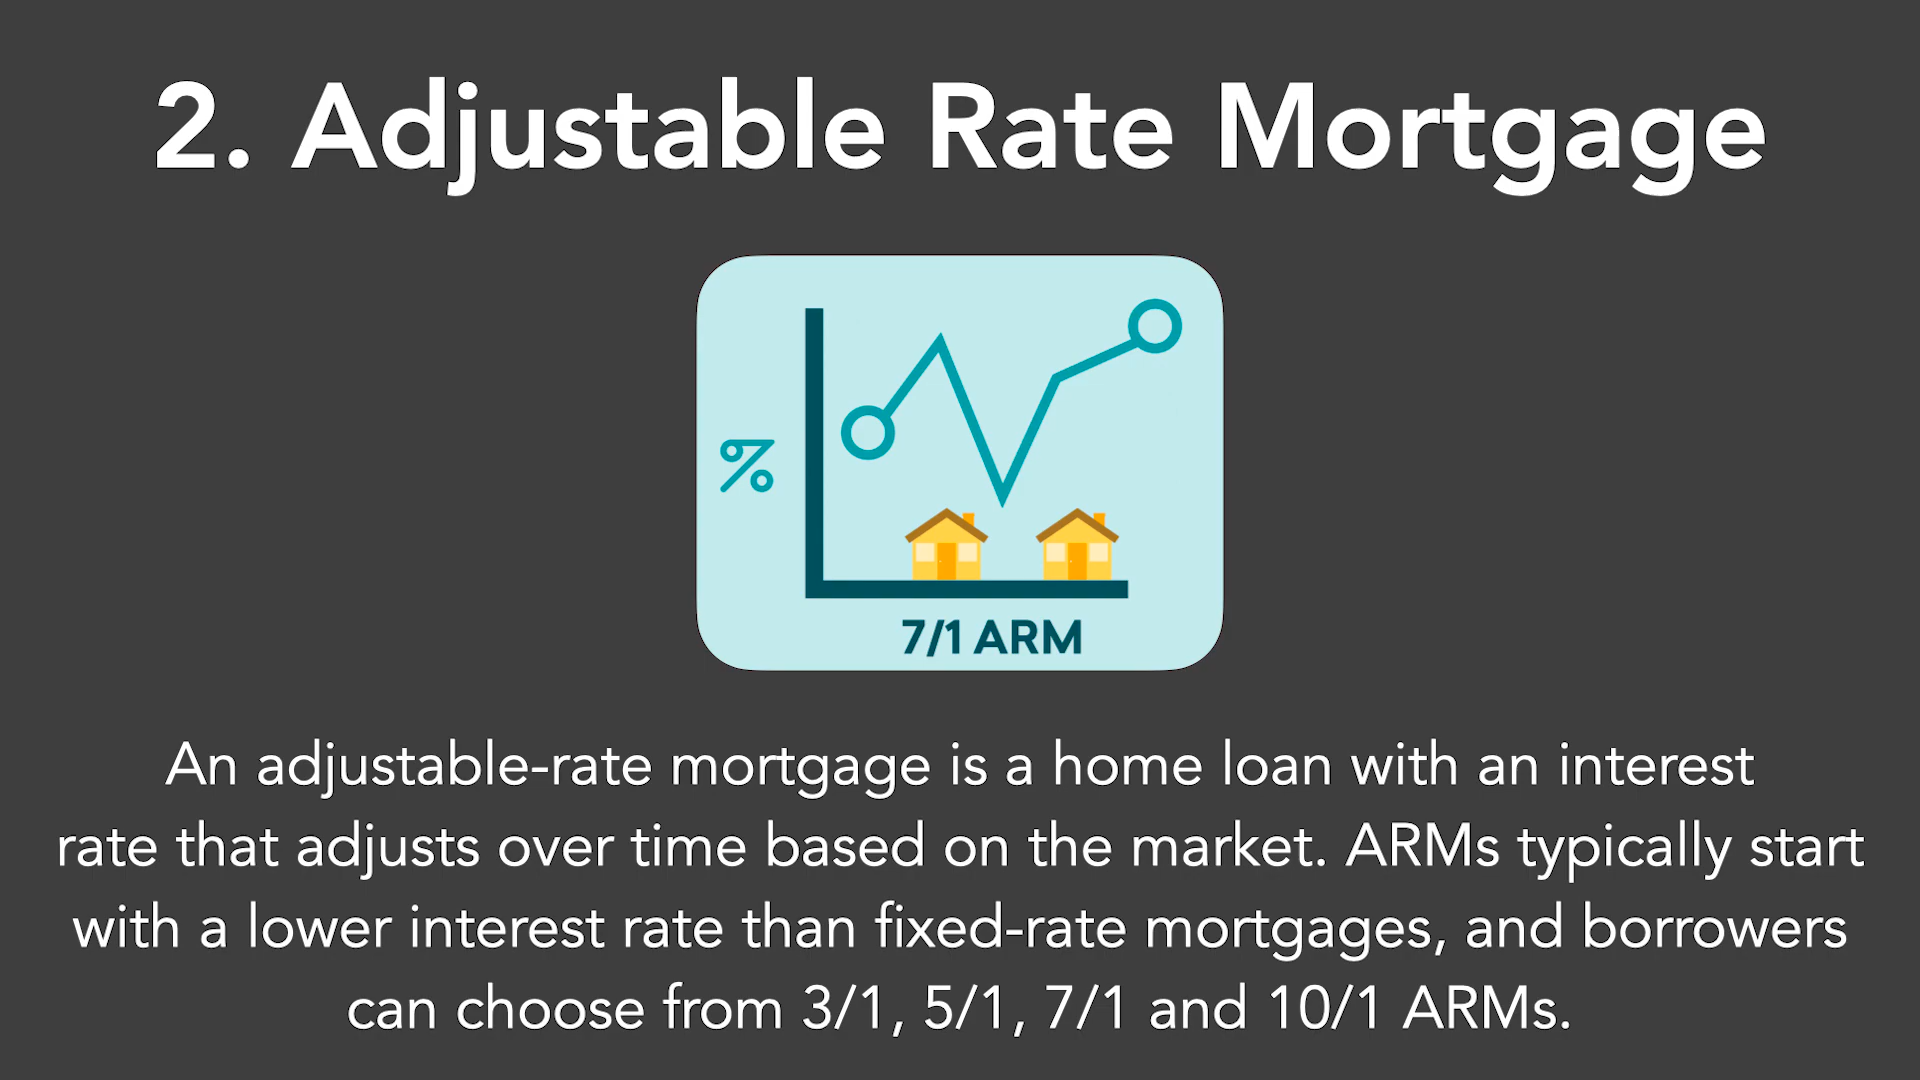 2. Adjustable Rate Mortgage
%
7/1 ARM
An adjustable-rate mortgage is a home loan with an interest
rate that adjusts over time based on the market. ARMs typically start
with a lower interest rate than fixed-rate mortgages, and borrowers
can choose from 3/1, 5/1, 7/1 and 10/1 ARMs.